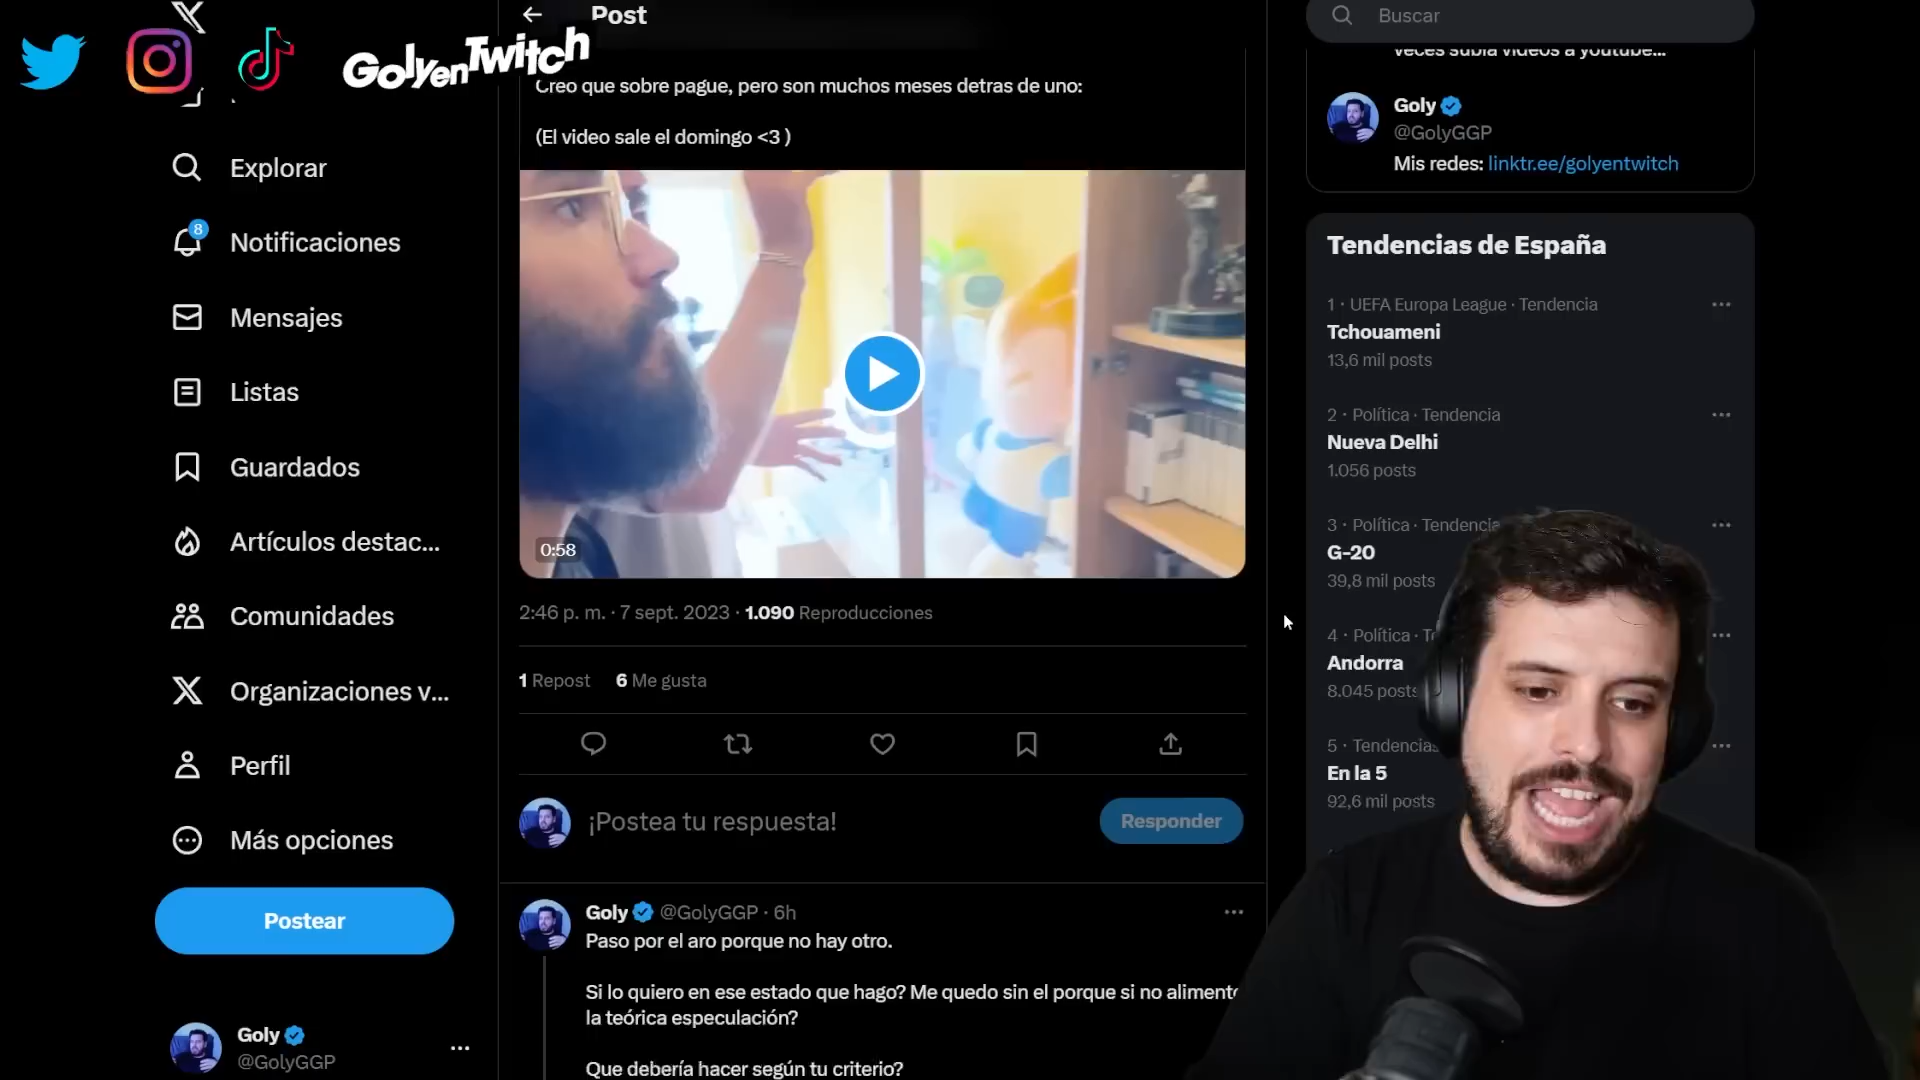 GolyenTwitch
Post
Buscar
Creo que sobre pague, pero son muchos meses detras de uno:
(El video sale el domingo <3 )
0:58
2:46 p. m. · 7 sept. 2023 · 1.090 Reproducciones
1 Repost 6 Me gusta
¡Postea tu respuesta!
Responder
Goly @GolyGGP · 6h
Paso por el aro porque no hay otro.
Si lo quiero en ese estado que hago? Me quedo sin el porque si no
la teórica especulación?
Que debería hacer según tu criterio?
Explorar
8
Notificaciones
Mensajes
Listas
Guardados
Artículos destac...
Comunidades
Organizaciones v...
Perfil
Más opciones
Postear
Goly
@GolyGGP
veces subía videos a youtube...
Goly
@GolyGGP
Mis redes: linktr.ee/golyentwitch
Tendencias de España
1 · UEFA Europa League · Tendencia
Tchouameni
13,6 mil posts
2 · Política · Tendencia
Nueva Delhi
1.056 posts
3 · Política · Tendencia
G-20
39,8 mil posts
4 · Política ·
Andorra
8.045 posts
5 · Tendencias
En la 5
92,6 mil posts